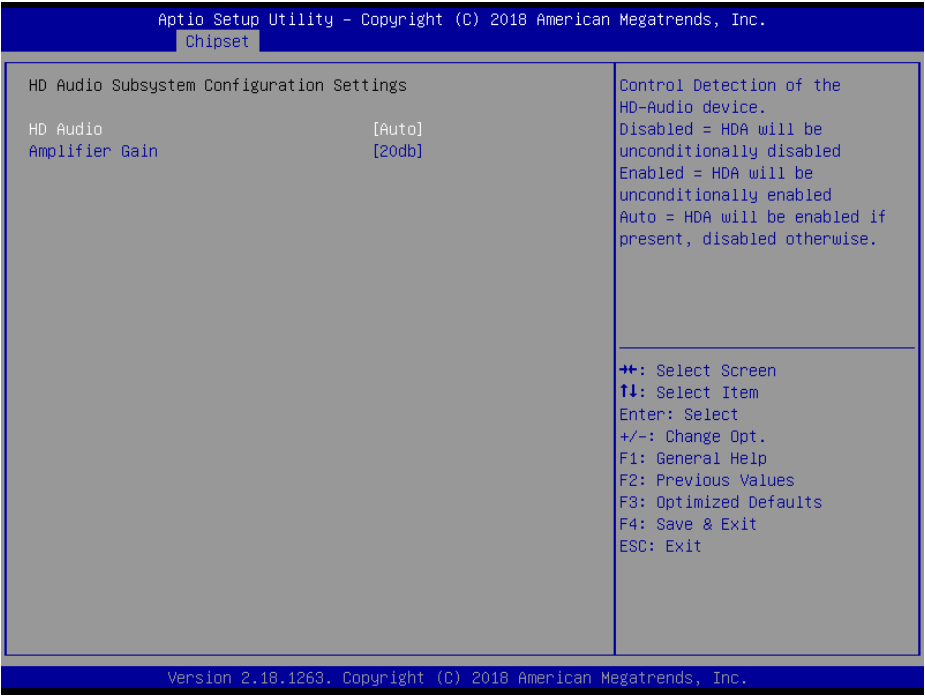 Aptio Setup Utility – Copyright (C) 2018 American Megatrends, Inc.
Chipset
HD Audio Subsystem Configuration Settings
HD Audio [Auto]
Amplifier Gain [20db]
Control Detection of the
HD-Audio device.
Disabled = HDA will be
unconditionally disabled
Enabled = HDA will be
unconditionally enabled
Auto = HDA will be enabled if
present, disabled otherwise.
→←: Select Screen
↑↓: Select Item
Enter: Select
+/-: Change Opt.
F1: General Help
F2: Previous Values
F3: Optimized Defaults
F4: Save & Exit
ESC: Exit
Version 2.18.1263. Copyright (C) 2018 American Megatrends, Inc.